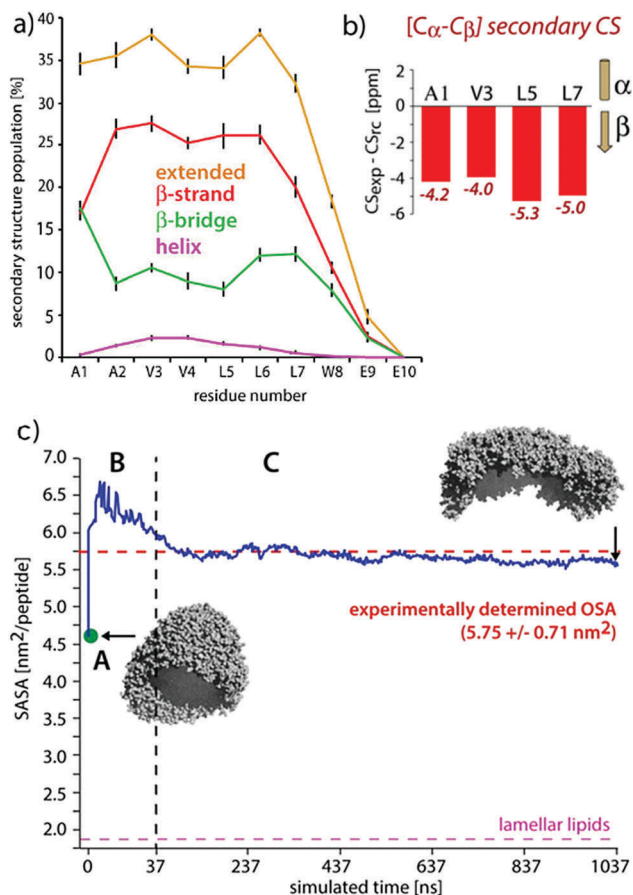 a)
secondary structure population [%]
40
35
30
25
20
15
10
5
0
extended
β-strand
β-bridge
helix
A1 A2 V3 V4 L5 L6 L7 W8 E9 E10
residue number
b)
[Cα-Cβ] secondary CS
CSexp - CSrc [ppm]
2
0
-2
-4
-6
A1 V3 L5 L7
-4.2 -4.0 -5.3 -5.0
α
β
c)
SASA [nm2/peptide]
7.0
6.5
6.0
5.5
5.0
4.5
4.0
3.5
3.0
2.5
2.0
B C
A
experimentally determined OSA
(5.75 +/- 0.71 nm2)
lamellar lipids
0 37 237 437 637 837 1037
simulated time [ns]